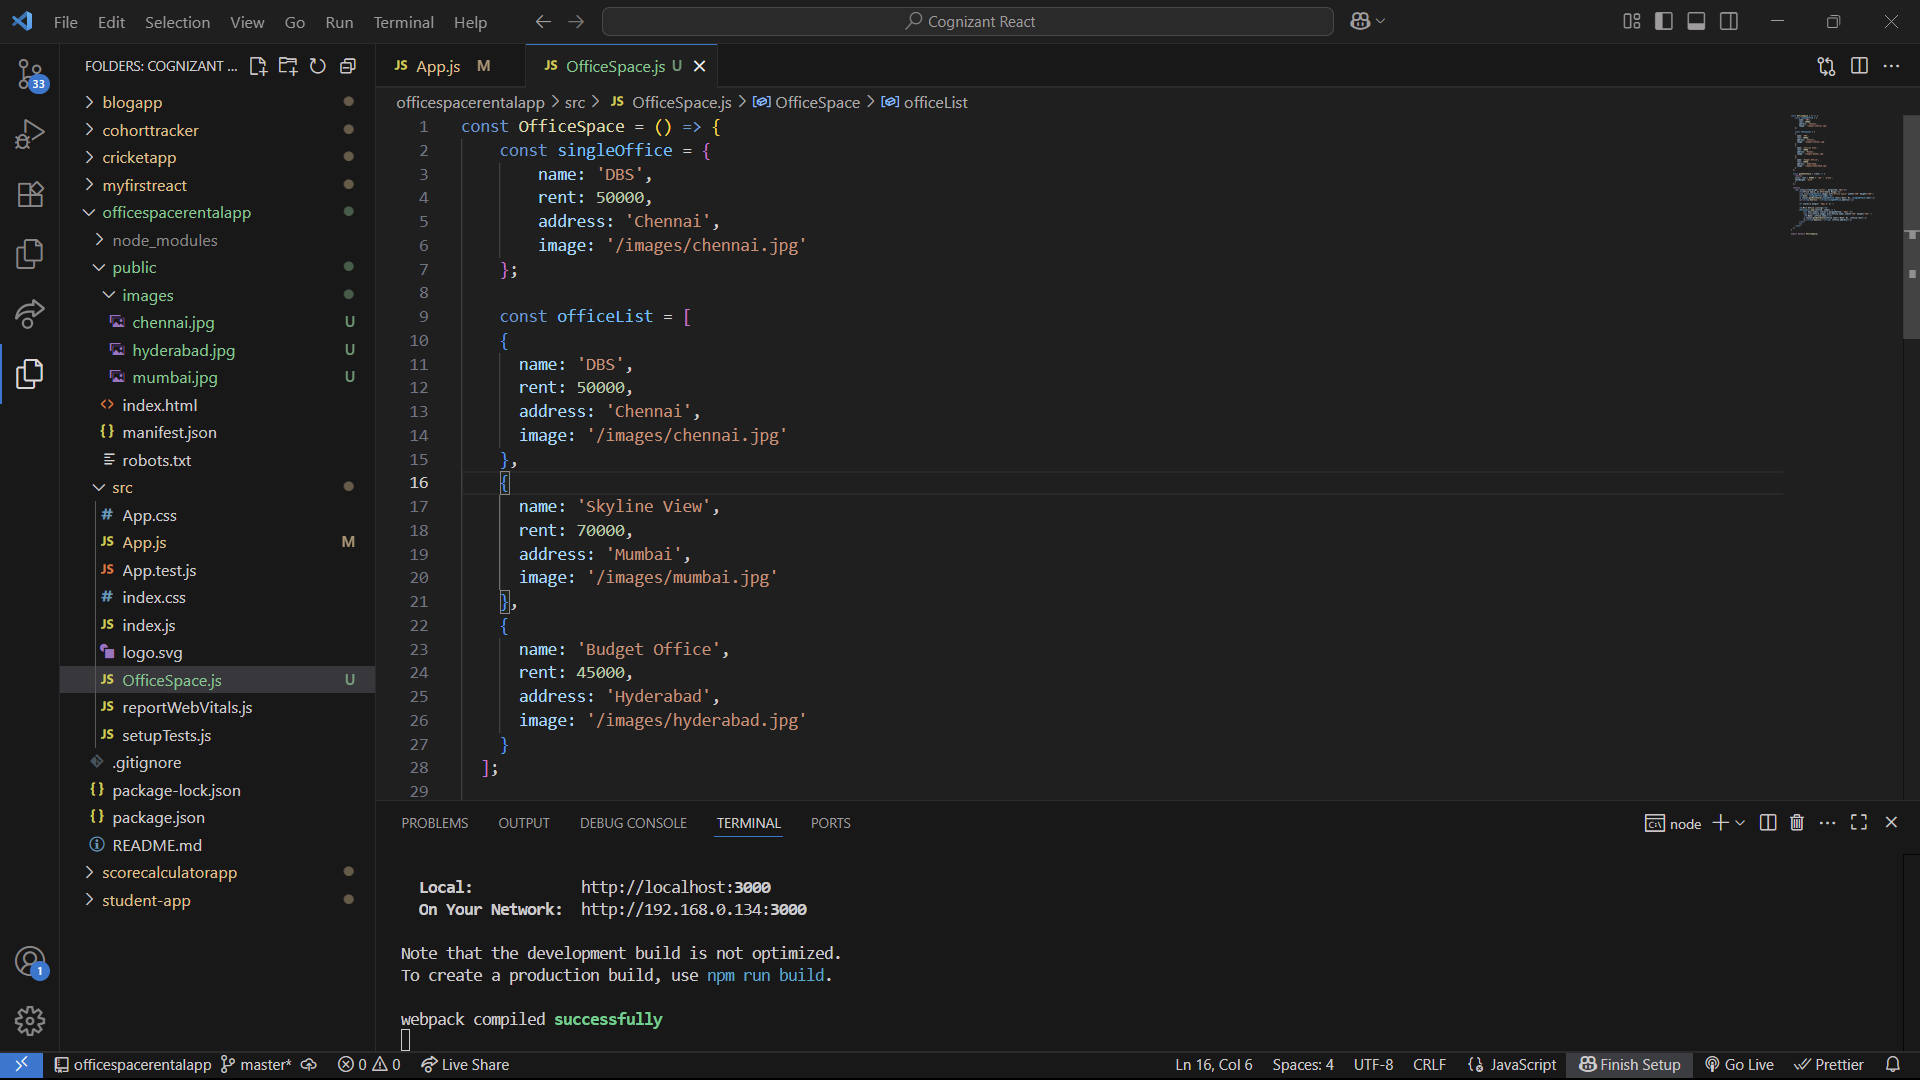 File Edit Selection View Go Run Terminal Help
Cognizant React
33
FOLDERS: COGNIZANT ...
blogapp
cohorttracker
cricketapp
myfirstreact
officespacerentalapp
node_modules
public
images
chennai.jpg U
hyderabad.jpg U
mumbai.jpg U
index.html
manifest.json
robots.txt
src
App.css
App.js M
App.test.js
index.css
index.js
logo.svg
OfficeSpace.js U
reportWebVitals.js
setupTests.js
.gitignore
package-lock.json
package.json
README.md
scorecalculatorapp
student-app
1
JS App.js M JS OfficeSpace.js U
officespacerentalapp > src > JS OfficeSpace.js > OfficeSpace > officeList
1 const OfficeSpace = () => {
2 const singleOffice = {
3 name: 'DBS',
4 rent: 50000,
5 address: 'Chennai',
6 image: '/images/chennai.jpg'
7 };
8
9 const officeList = [
10 {
11 name: 'DBS',
12 rent: 50000,
13 address: 'Chennai',
14 image: '/images/chennai.jpg'
15 },
16 {
17 name: 'Skyline View',
18 rent: 70000,
19 address: 'Mumbai',
20 image: '/images/mumbai.jpg'
21 },
22 {
23 name: 'Budget Office',
24 rent: 45000,
25 address: 'Hyderabad',
26 image: '/images/hyderabad.jpg'
27 }
28 ];
29
PROBLEMS OUTPUT DEBUG CONSOLE TERMINAL PORTS
node
Local: http://localhost:3000
On Your Network: http://192.168.0.134:3000
Note that the development build is not optimized.
To create a production build, use npm run build.
webpack compiled successfully
officespacerentalapp master* 0 0 Live Share
Ln 16, Col 6 Spaces: 4 UTF-8 CRLF {} JavaScript Finish Setup Go Live Prettier